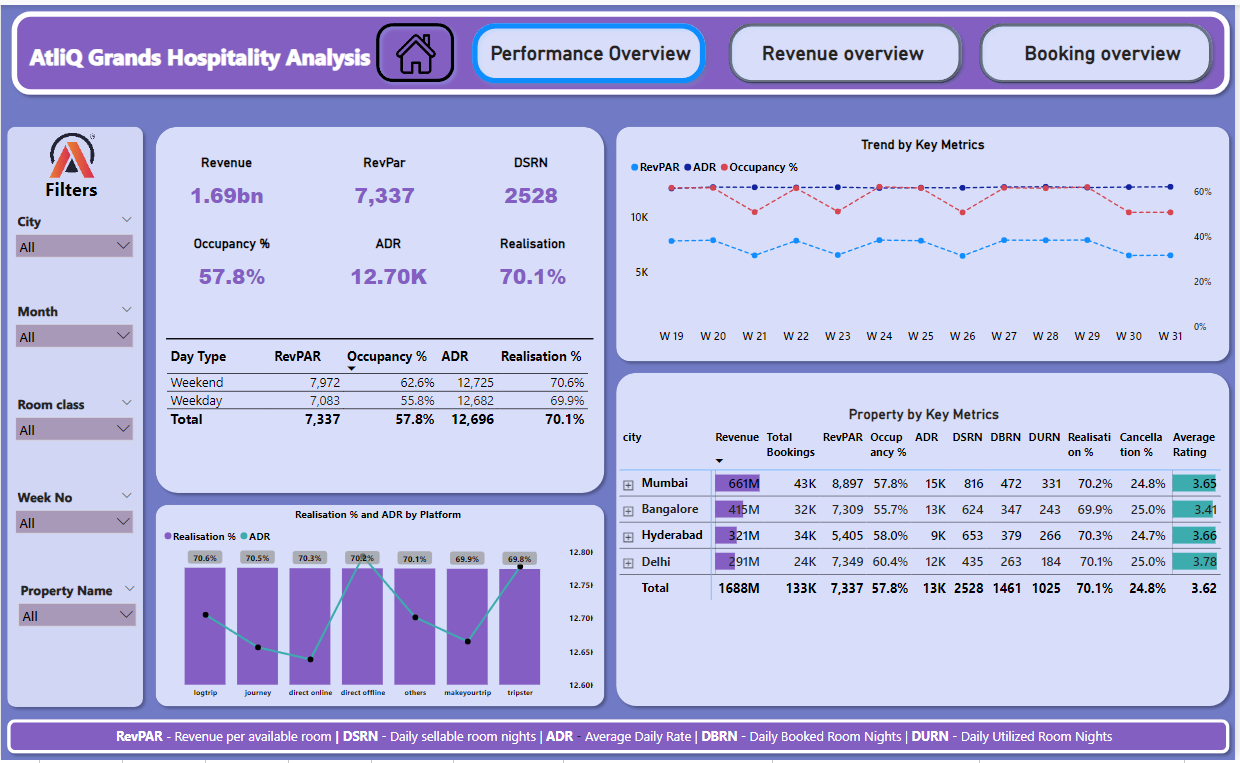 AtliQ Grands Hospitality Analysis
Performance Overview
Revenue overview
Booking overview
Filters
City
All
Month
All
Room class
All
Week No
All
Property Name
All
Revenue RevPar DSRN
1.69bn 7,337 2528
Occupancy % ADR Realisation
57.8% 12.70K 70.1%
Day Type RevPAR Occupancy % ADR Realisation %
Weekend 7,972 62.6% 12,725 70.6%
Weekday 7,083 55.8% 12,682 69.9%
Total 7,337 57.8% 12,696 70.1%
Realisation % and ADR by Platform
Realisation % ADR
70.6% 70.5% 70.3% 70.2% 70.1% 69.9% 69.8%
12.80K
12.75K
12.70K
12.65K
12.60K
logtrip journey direct online direct offline others makeyourtrip tripster
Trend by Key Metrics
RevPAR ADR Occupancy %
10K
5K
60%
40%
20%
0%
W 19 W 20 W 21 W 22 W 23 W 24 W 25 W 26 W 27 W 28 W 29 W 30 W 31
Property by Key Metrics
city Revenue Total RevPAR Occup ADR DSRN DBRN DURN Realisati Cancella Average
Bookings ancy % on % tion % Rating
Mumbai 661M 43K 8,897 57.8% 15K 816 472 331 70.2% 24.8% 3.65
Bangalore 415M 32K 7,309 55.7% 13K 624 347 243 69.9% 25.0% 3.41
Hyderabad 321M 34K 5,405 58.0% 9K 653 379 266 70.3% 24.7% 3.66
Delhi 291M 24K 7,349 60.4% 12K 435 263 184 70.1% 25.0% 3.78
Total 1688M 133K 7,337 57.8% 13K 2528 1461 1025 70.1% 24.8% 3.62
RevPAR - Revenue per available room | DSRN - Daily sellable room nights | ADR - Average Daily Rate | DBRN - Daily Booked Room Nights | DURN - Daily Utilized Room Nights